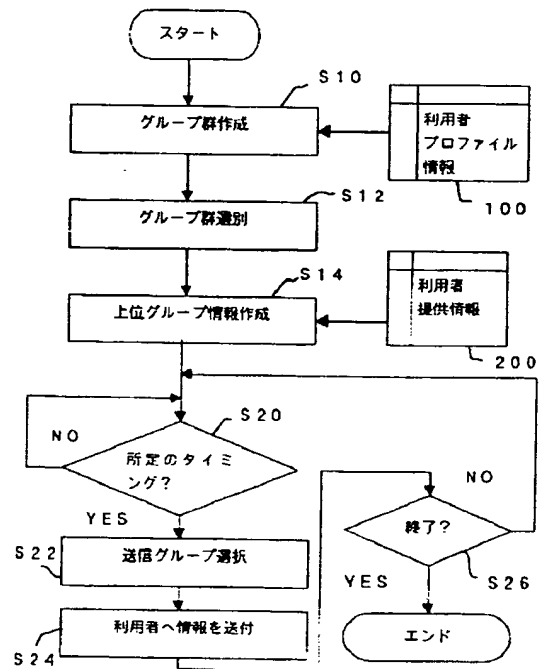 スタート
S10
グループ群作成
利用者
プロファイル
情報
100
S12
グループ群選別
S14
上位グループ情報作成
利用者
提供情報
200
S20
NO
所定のタイミ
ング?
YES
S22
送信グループ選択
S24
利用者へ情報を送付
NO
終了?
S26
YES
エンド